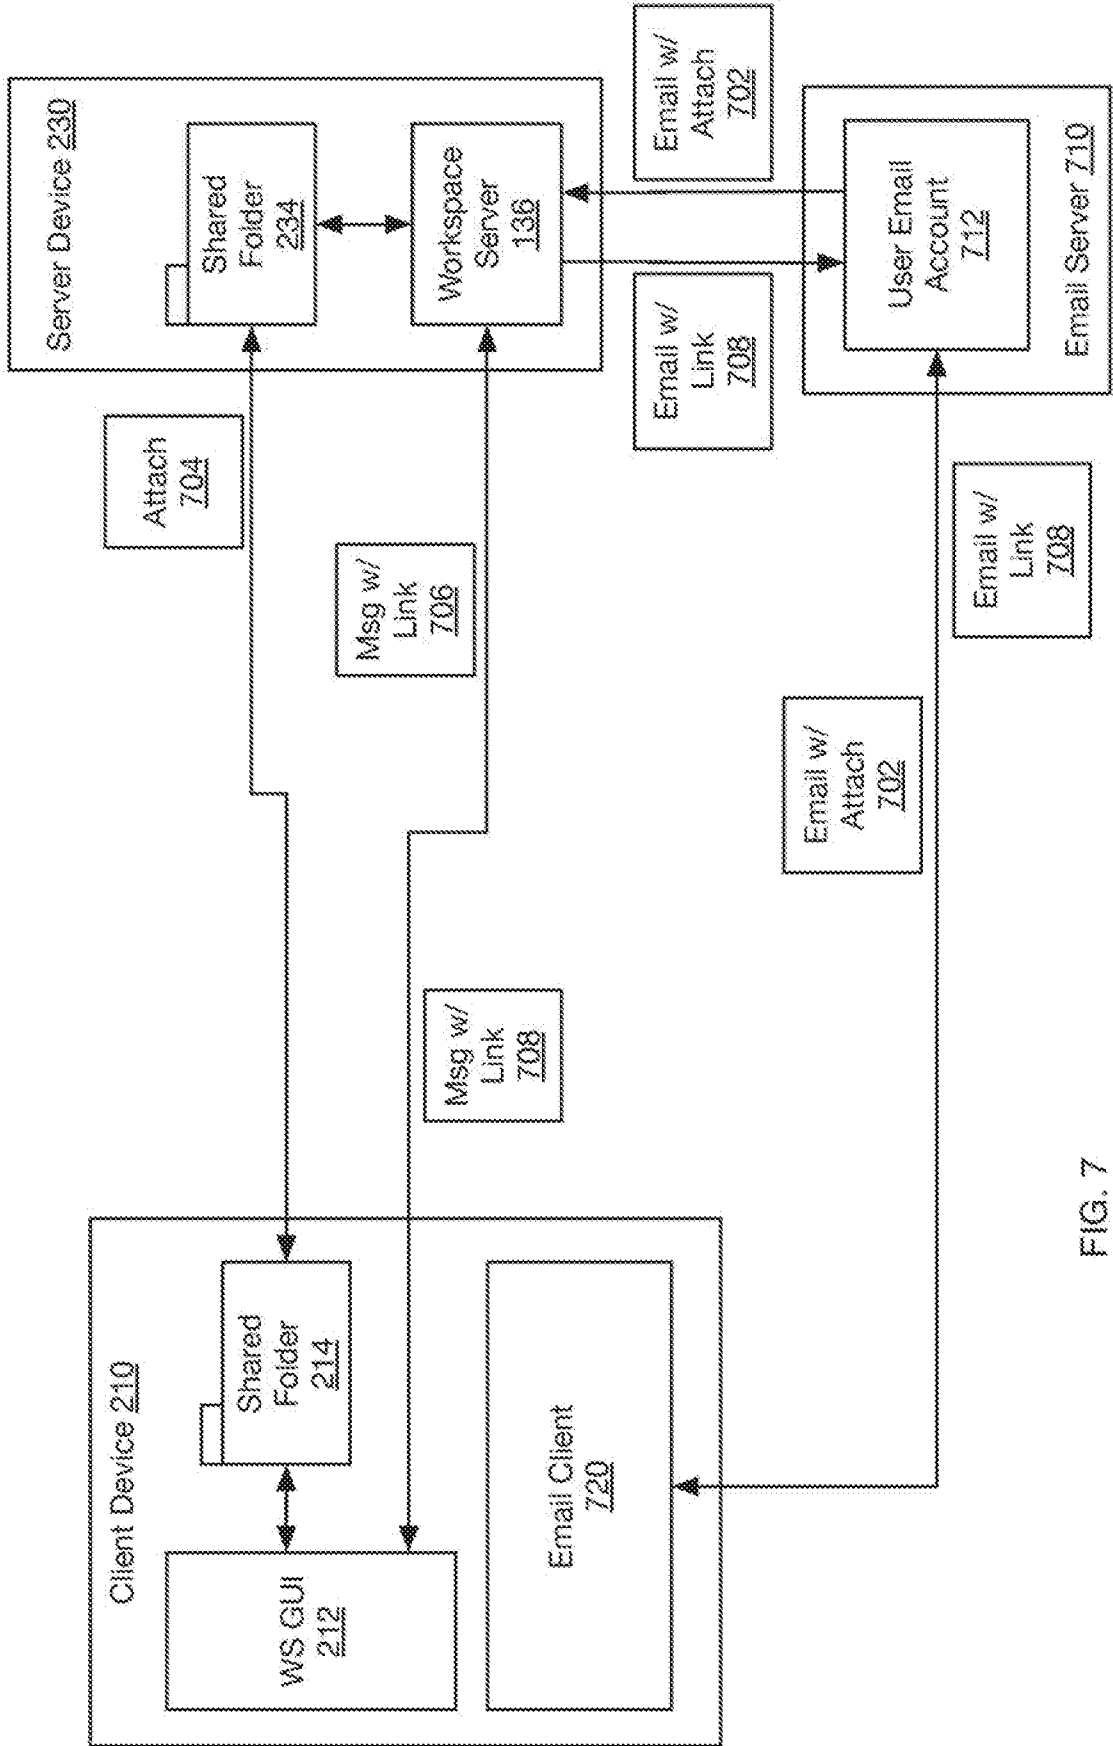 Client Device 210
WS GUI
212
Shared
Folder
214
Email Client
720
Attach
704
Msg w/
Link
706
Msg w/
Link
708
Email w/
Attach
702
Email w/
Link
708
Server Device 230
Shared
Folder
234
Workspace
Server
136
Email w/
Link
708
Email w/
Attach
702
User Email
Account
712
Email Server 710
FIG. 7